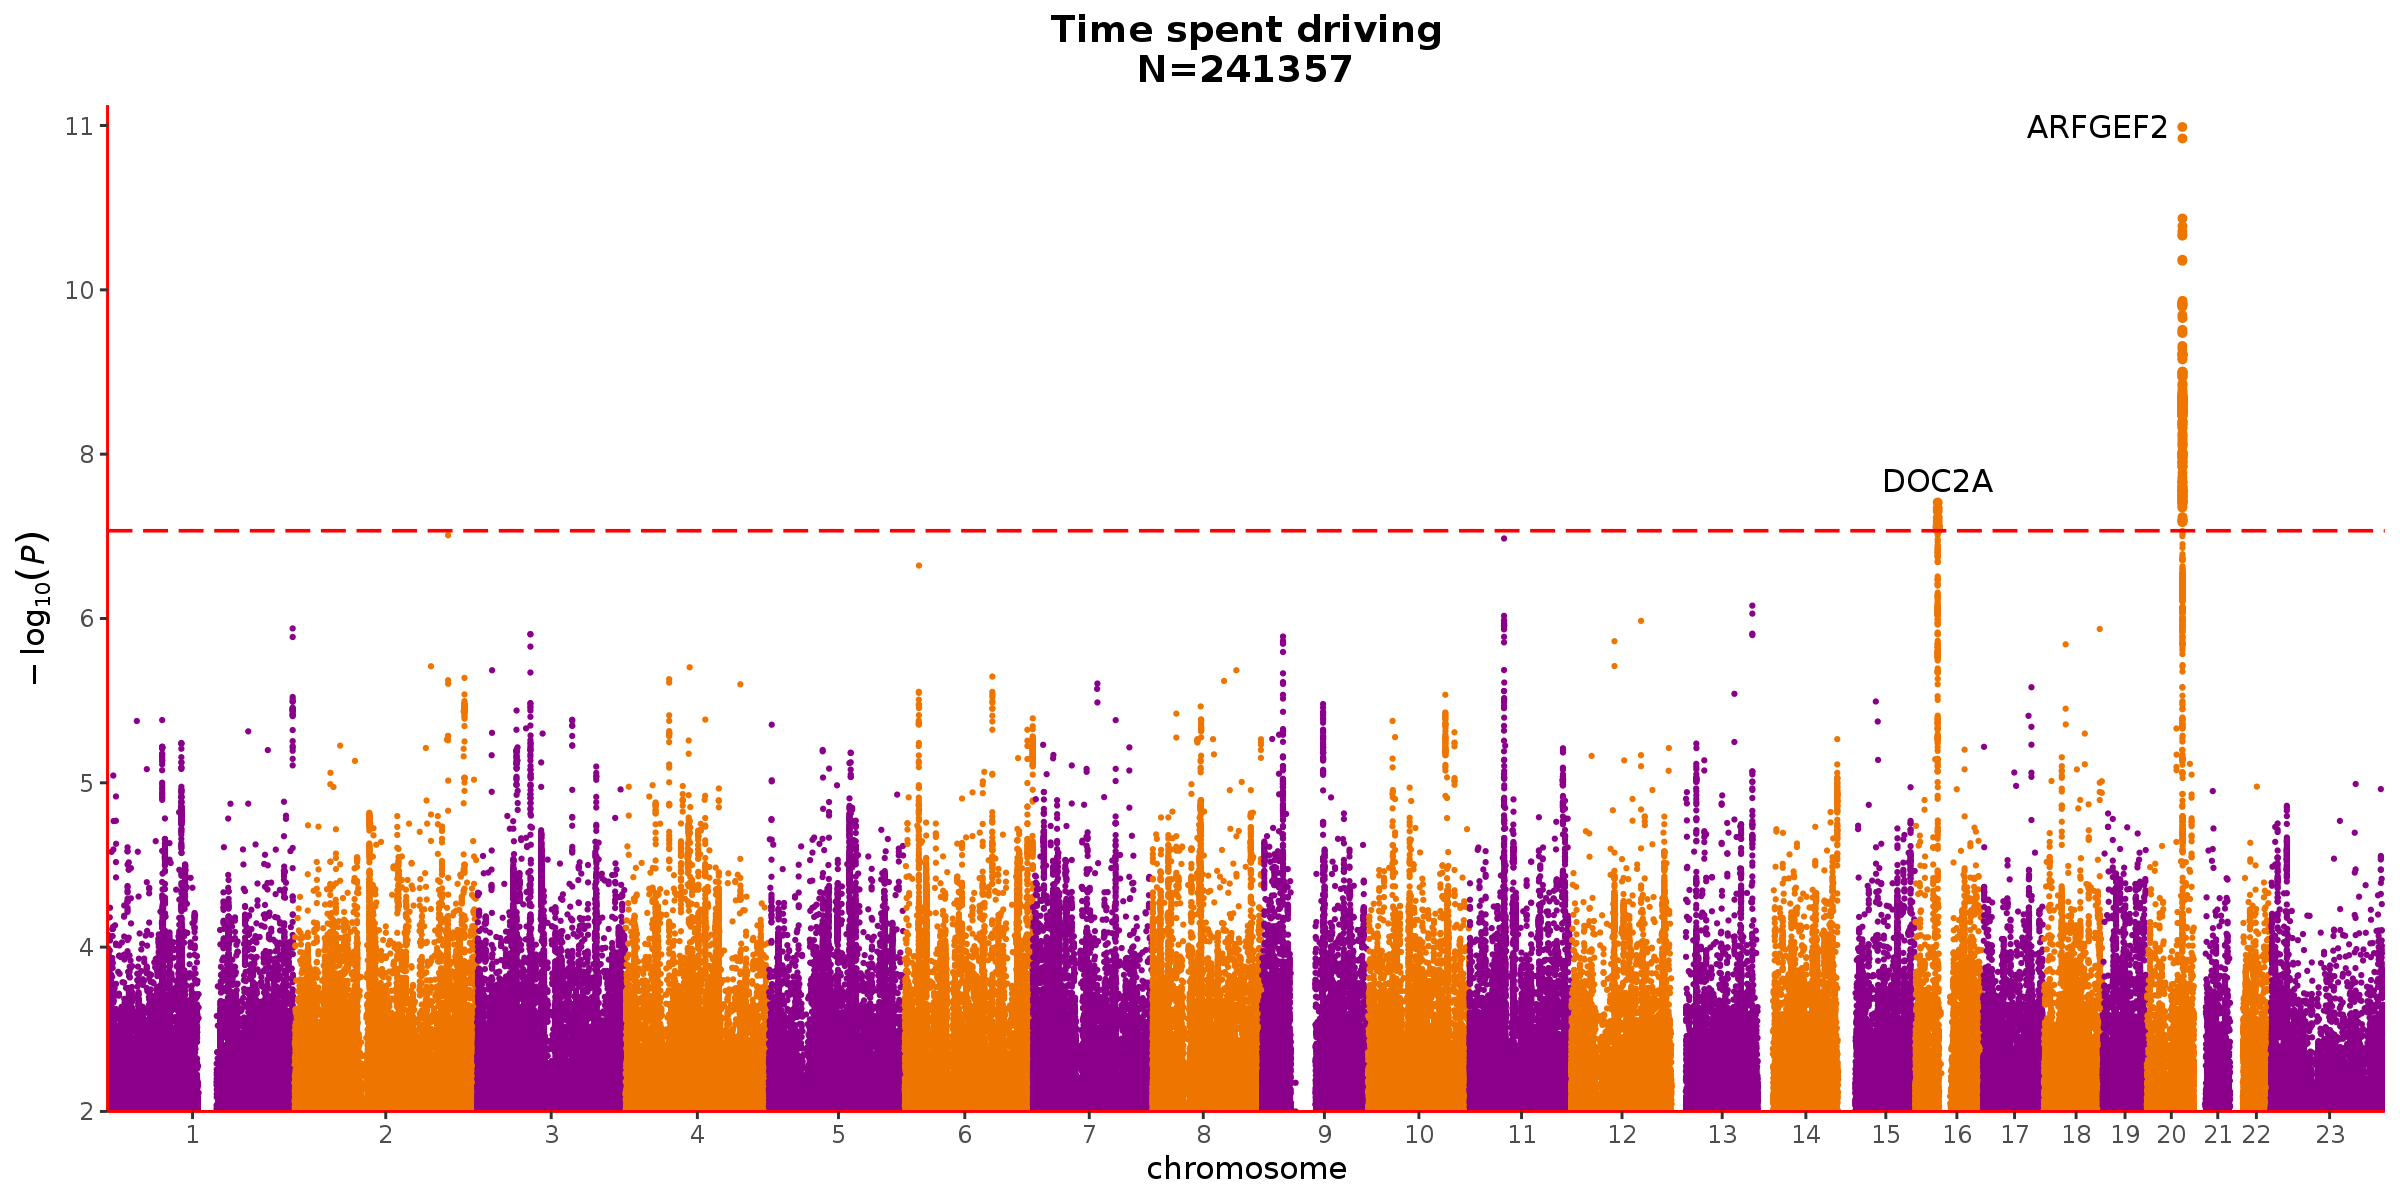 Time spent driving
N=241357
11
ARFGEF2
10
8
DOC2A
6
5
4
2
−log10(P)
1 2 3 4 5 6 7 8 9 10 11 12 13 14 15 16 17 18 19 20 21 22 23
chromosome